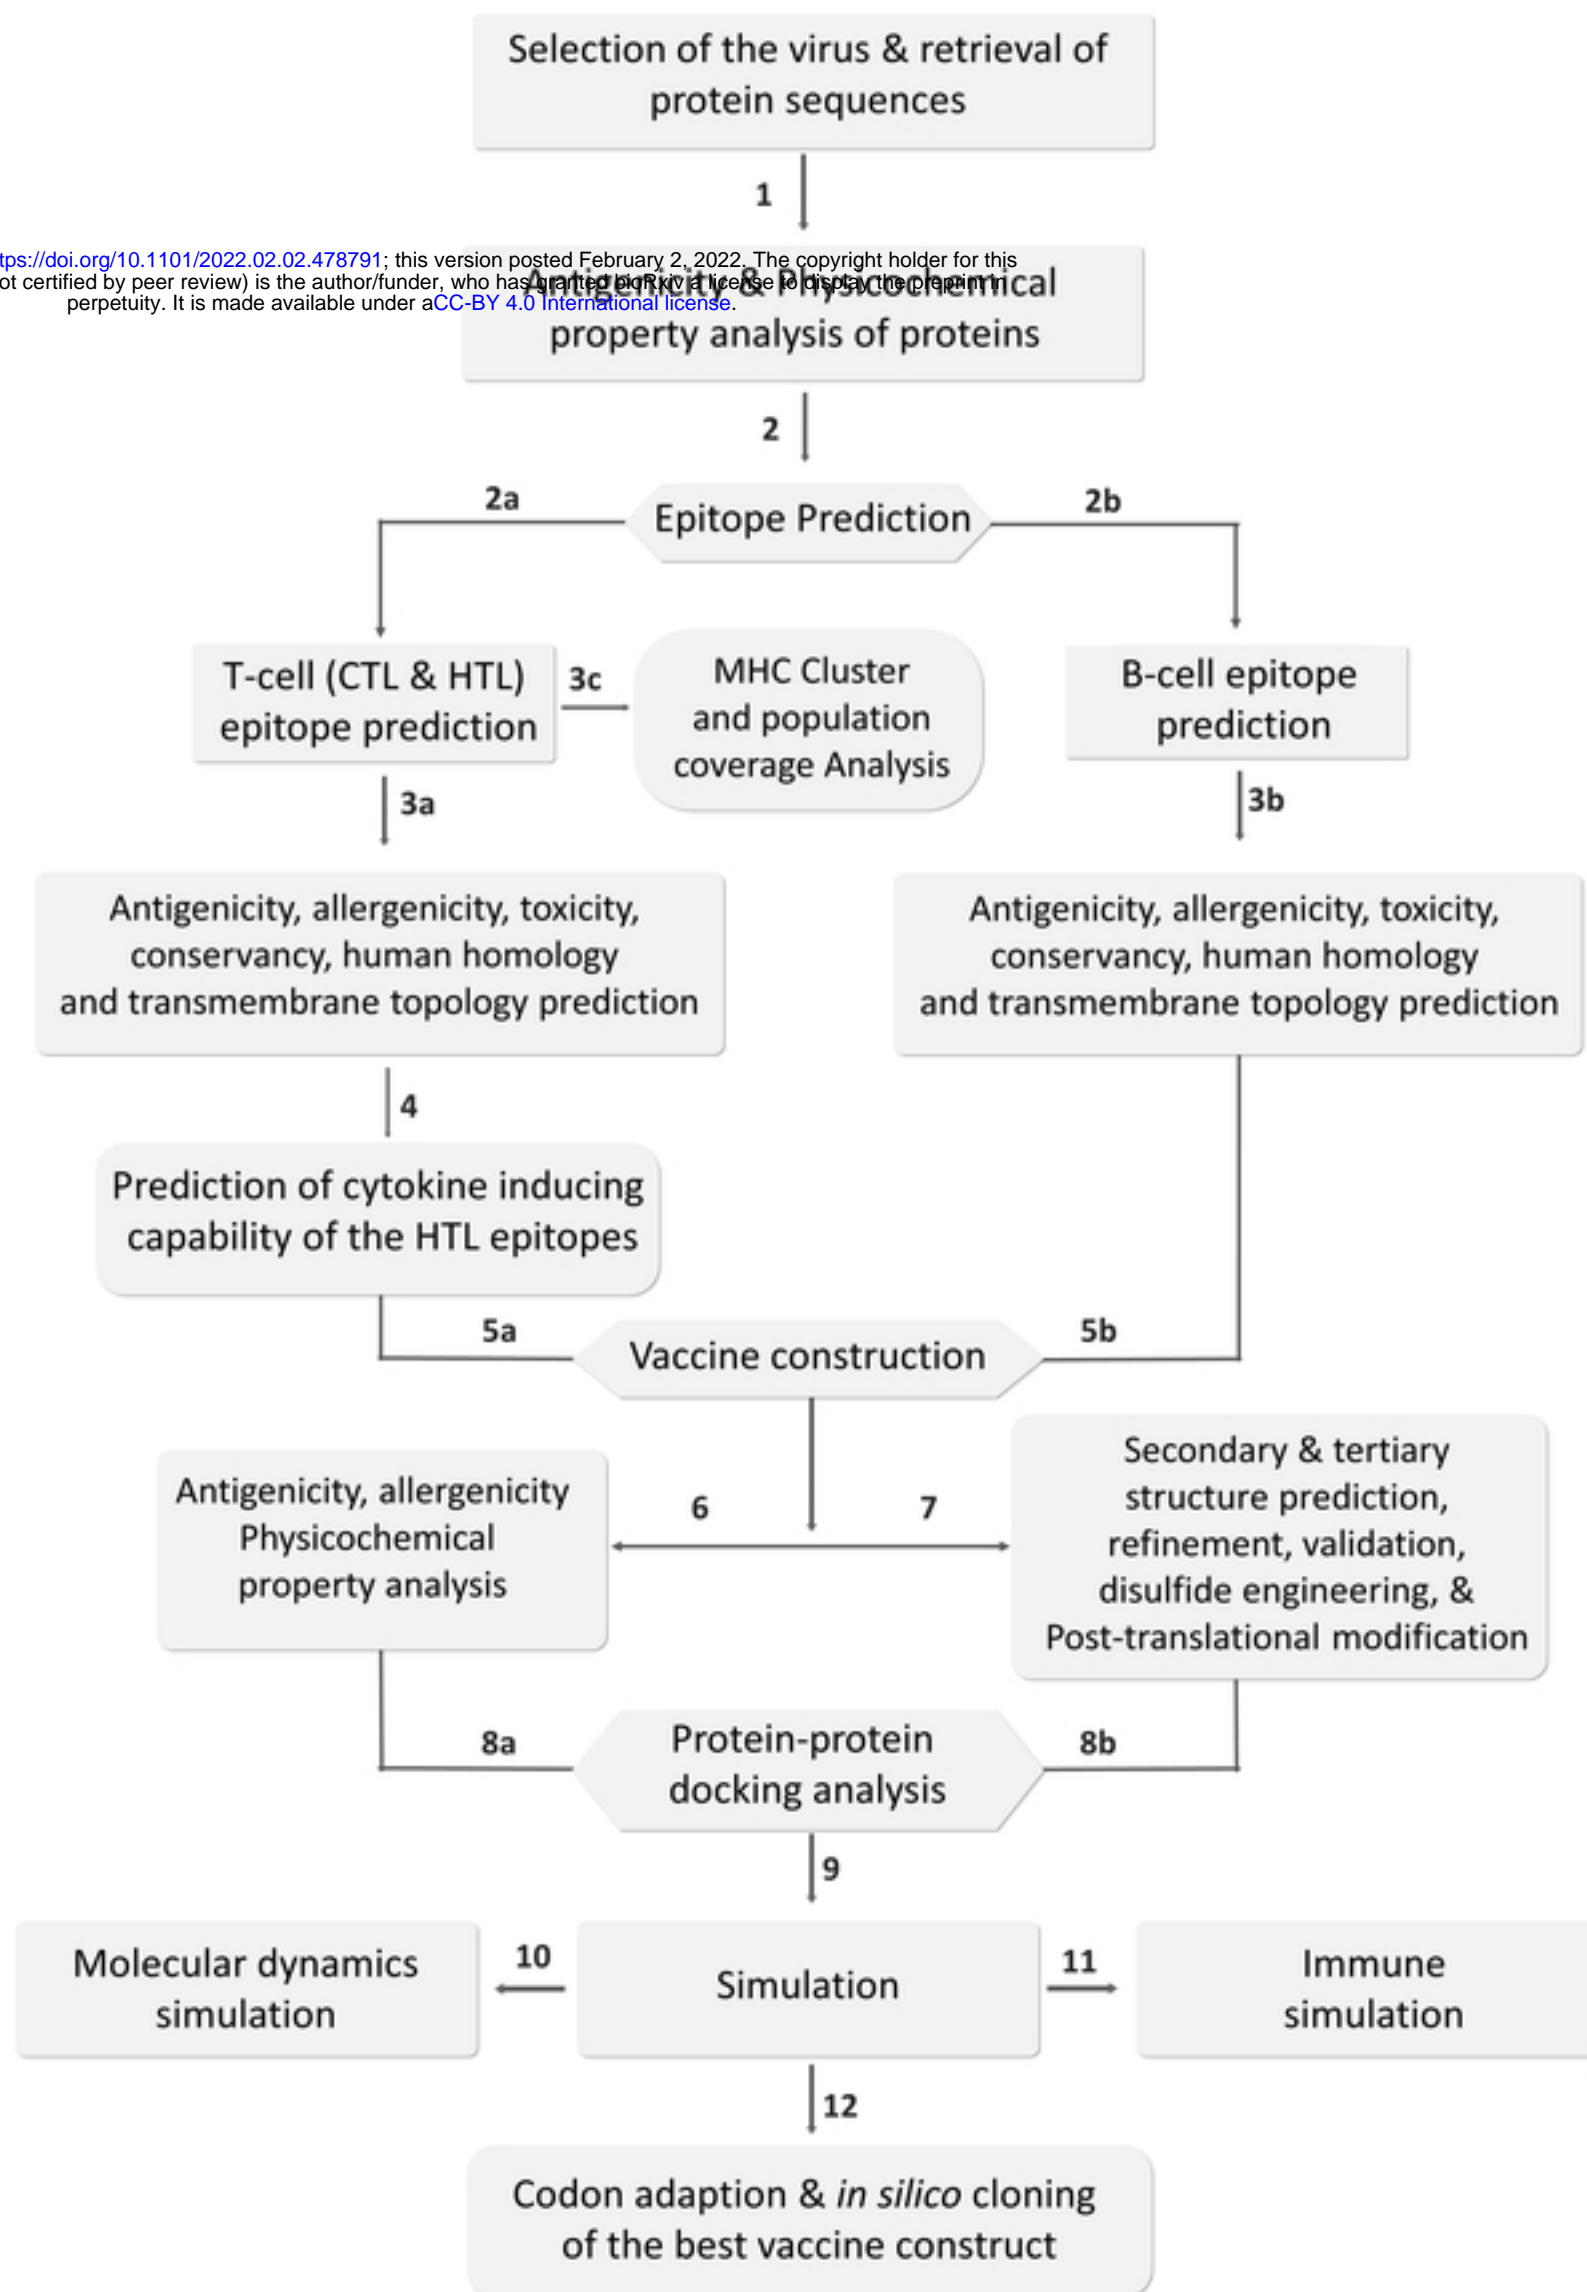 Selection of the virus & retrieval of
protein sequences
1
tps://doi.org/10.1101/2022.02.02.478791; this version posted February 2, 2022. The copyright holder for this
ot certified by peer review) is the author/funder, who has granted bioRxiv a license to display the preprint in
perpetuity. It is made available under aCC-BY 4.0 International license.
Antigenicity & Physicochemical
property analysis of proteins
2
2a
Epitope Prediction
2b
T-cell (CTL & HTL)
epitope prediction
3c
MHC Cluster
and population
coverage Analysis
B-cell epitope
prediction
3a
3b
Antigenicity, allergenicity, toxicity,
conservancy, human homology
and transmembrane topology prediction
Antigenicity, allergenicity, toxicity,
conservancy, human homology
and transmembrane topology prediction
4
Prediction of cytokine inducing
capability of the HTL epitopes
5a
Vaccine construction
5b
Antigenicity, allergenicity
Physicochemical
property analysis
6
7
Secondary & tertiary
structure prediction,
refinement, validation,
disulfide engineering, &
Post-translational modification
8a
Protein-protein
docking analysis
8b
9
Molecular dynamics
simulation
10
Simulation
11
Immune
simulation
12
Codon adaption & in silico cloning
of the best vaccine construct